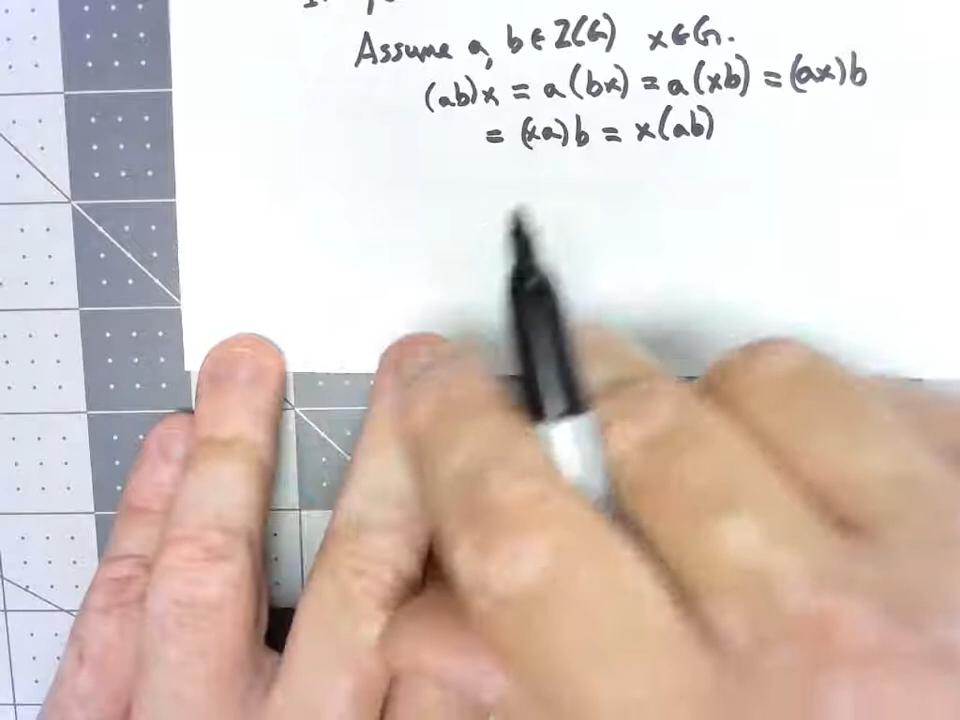 Assume a, b ∈ Z(G) x ∈ G.
(ab)x = a(bx) = a(xb) = (ax)b
= (xa)b = x(ab)